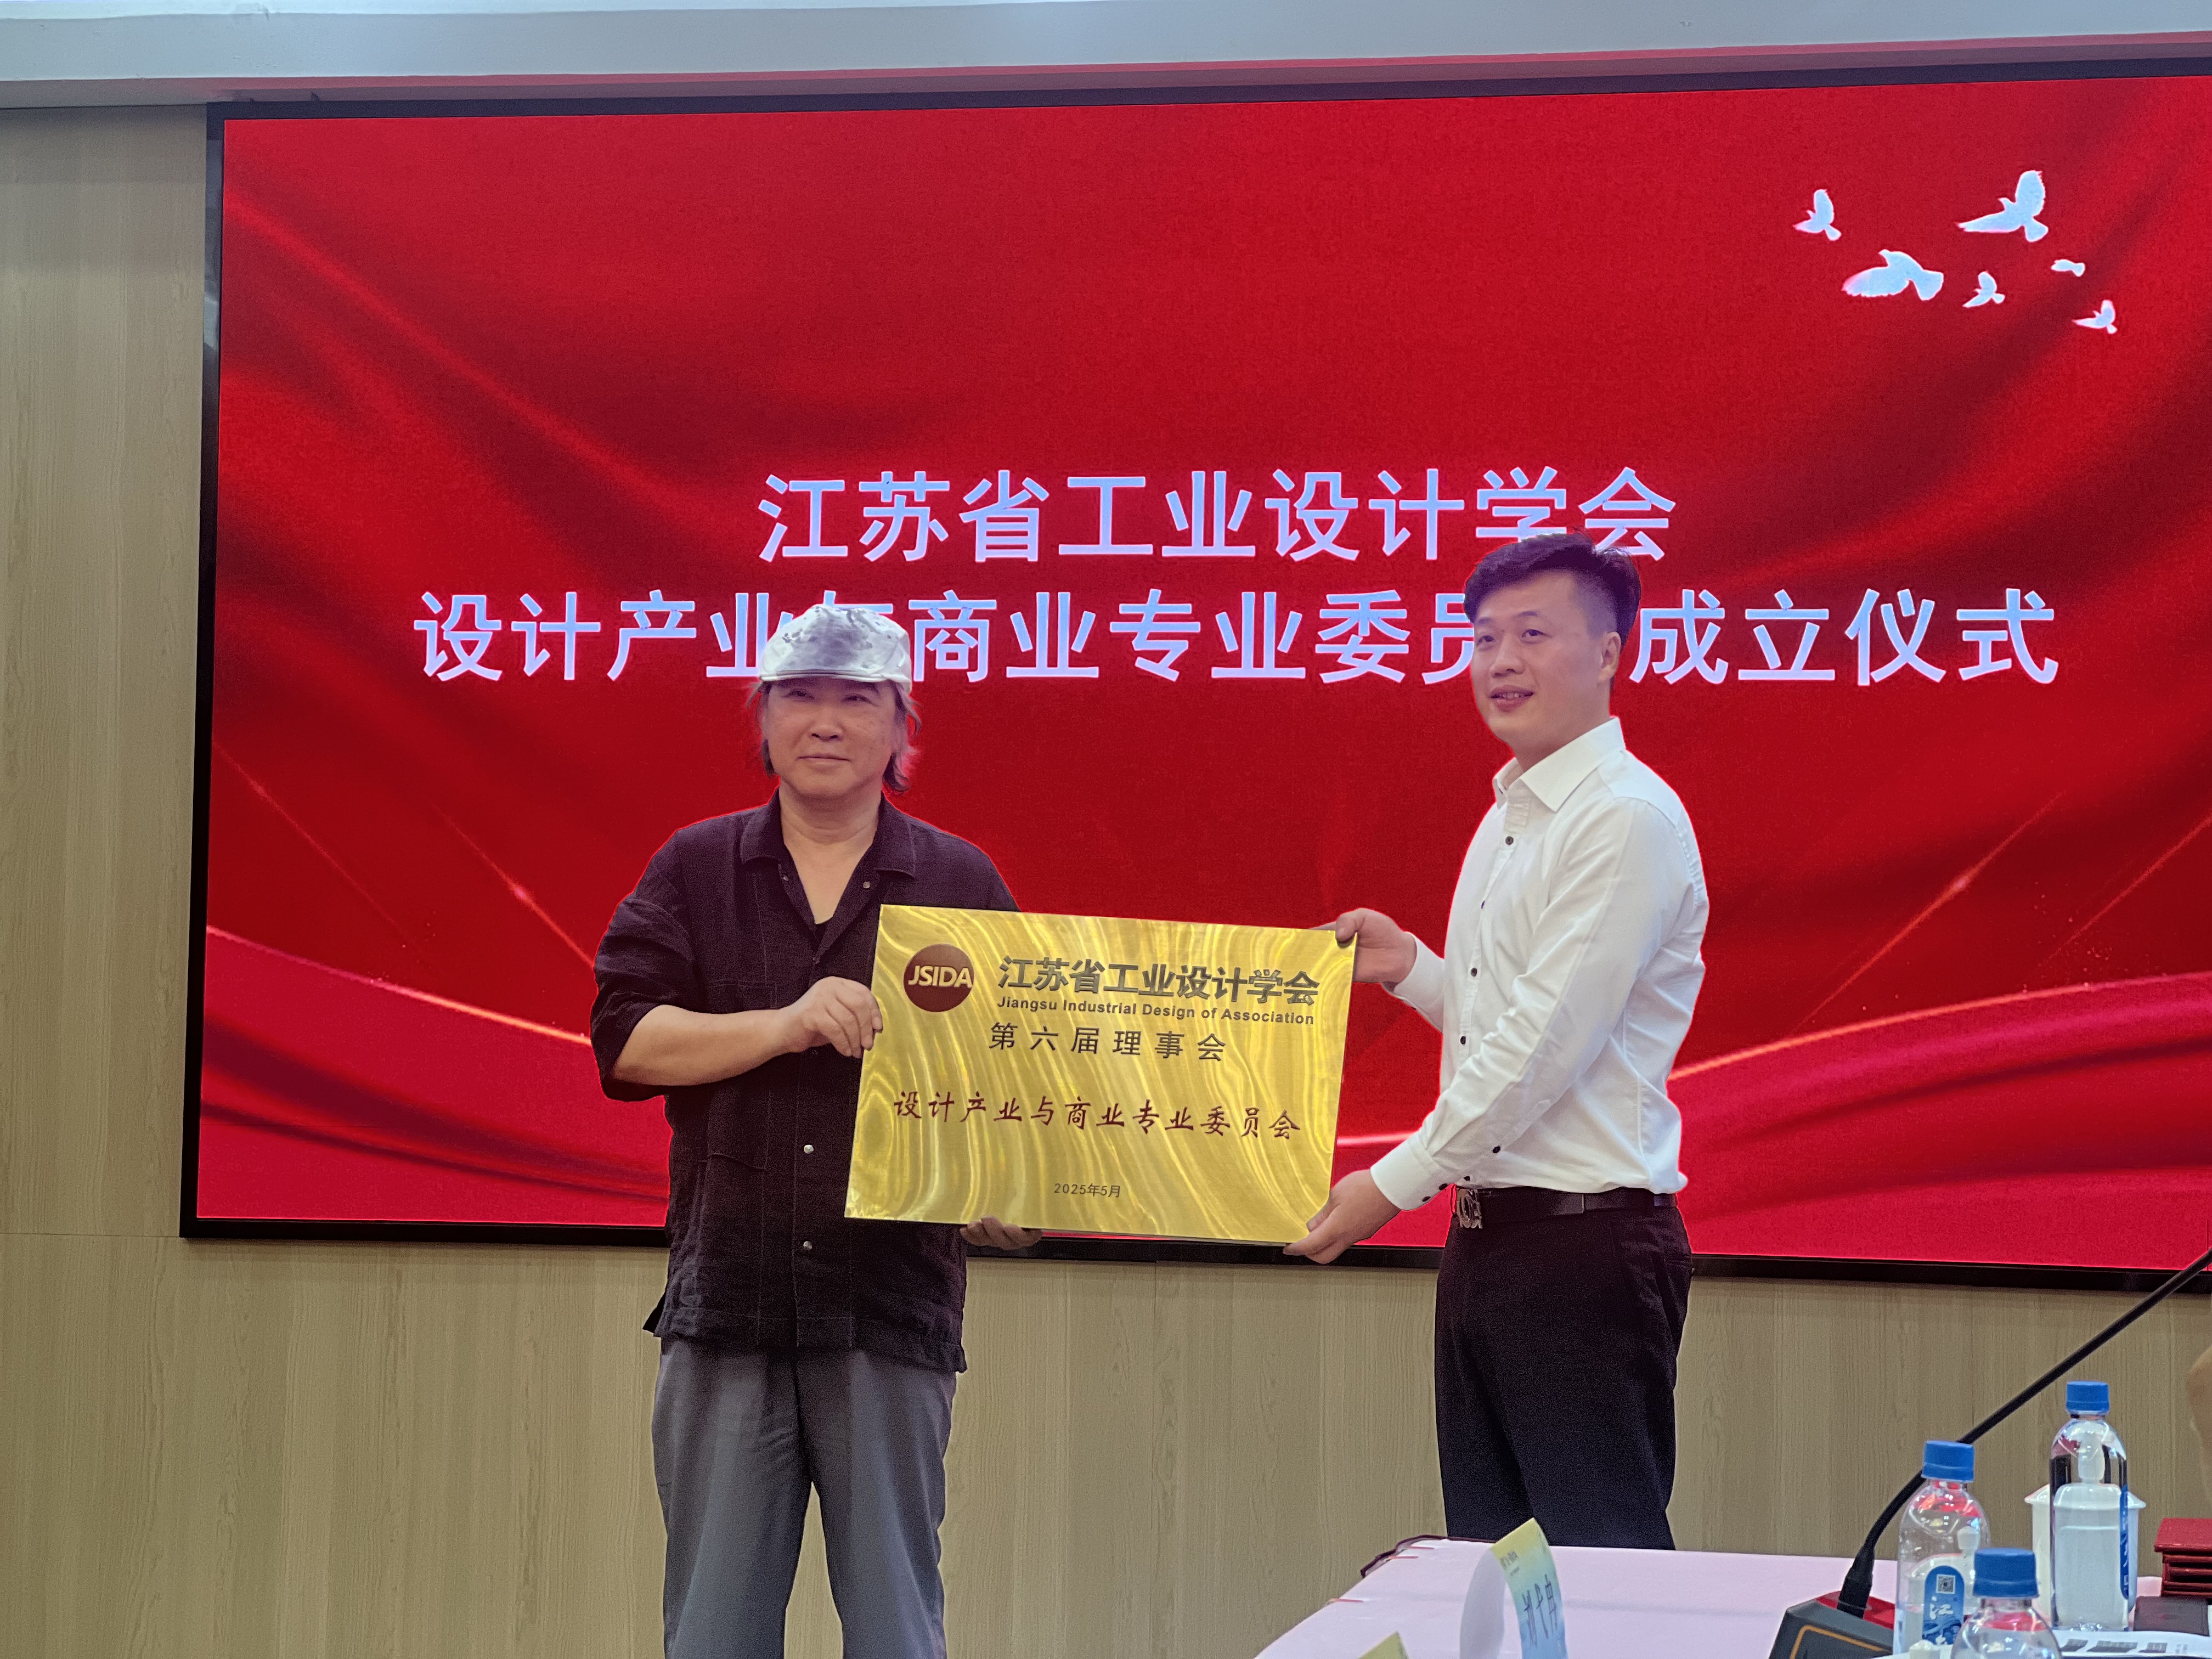 江苏省工业设计学会
设计产业与商业专业委员 成立仪式
JSIDA
江苏省工业设计学会
Jiangsu Industrial Design of Association
第六届理事会
设计产业与商业专业委员会
2025年5月
江